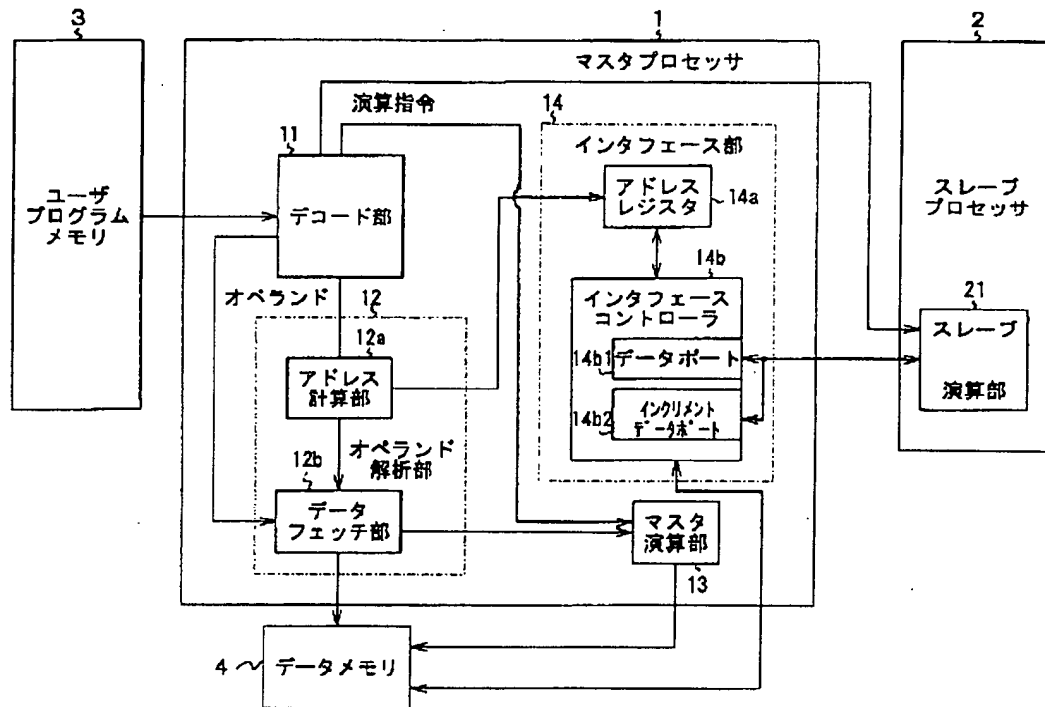 3
1
2
マスタプロセッサ
演算指令
14
11
インタフェース部
ユーザ
プログラム
メモリ
デコード部
アドレス
レジスタ
14a
スレーブ
プロセッサ
14b
オペランド
12
インタフェース
コントローラ
21
12a
スレーブ
演算部
14b1
データポート
アドレス
計算部
14b2
インクリメント
データポート
オペランド
解析部
12b
データ
フェッチ部
マスタ
演算部
13
4
データメモリ